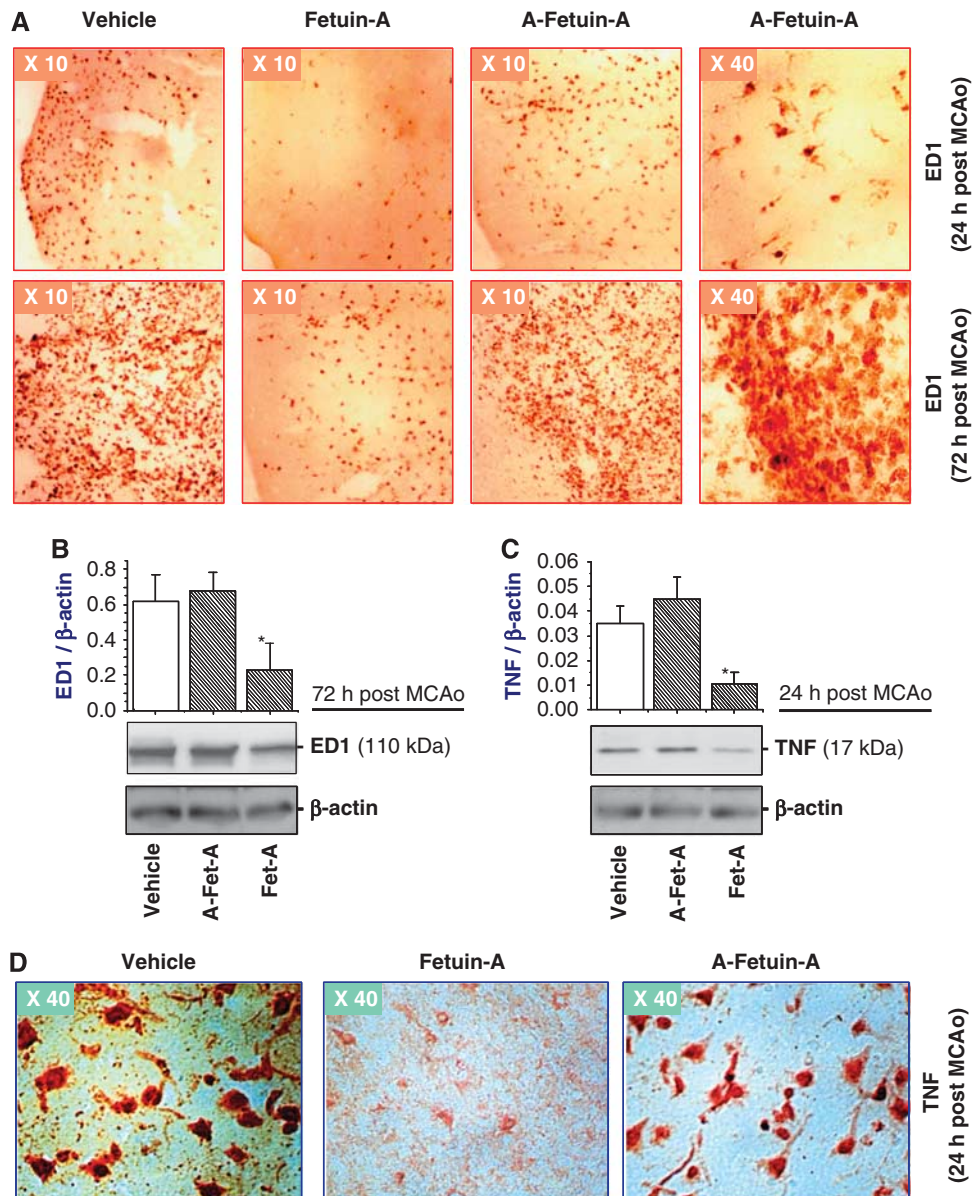 A
Vehicle Fetuin-A A-Fetuin-A A-Fetuin-A
X 10 X 10 X 10 X 40
ED1
(24 h post MCAo)
X 10 X 10 X 10 X 40
ED1
(72 h post MCAo)
B
ED1 / β-actin
0.8
0.6
0.4
0.2
0.0
*
72 h post MCAo
ED1 (110 kDa)
β-actin
Vehicle
A-Fet-A
Fet-A
C
TNF / β-actin
0.06
0.05
0.04
0.03
0.02
0.01
0.00
*
24 h post MCAo
TNF (17 kDa)
β-actin
Vehicle
A-Fet-A
Fet-A
D
Vehicle Fetuin-A A-Fetuin-A
X 40 X 40 X 40
TNF
(24 h post MCAo)